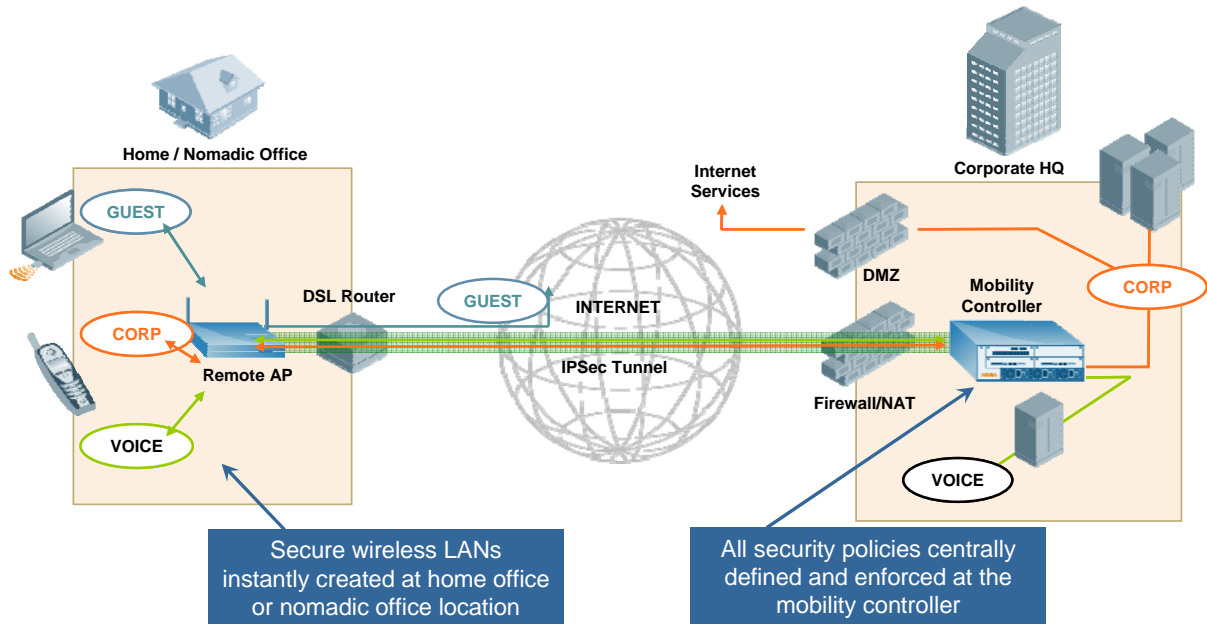 Home / Nomadic Office
GUEST
CORP
Remote AP
VOICE
DSL Router
GUEST
INTERNET
IPSec Tunnel
Internet
Services
Corporate HQ
DMZ
Mobility
Controller
CORP
Firewall/NAT
VOICE
Secure wireless LANs
instantly created at home office
or nomadic office location
All security policies centrally
defined and enforced at the
mobility controller